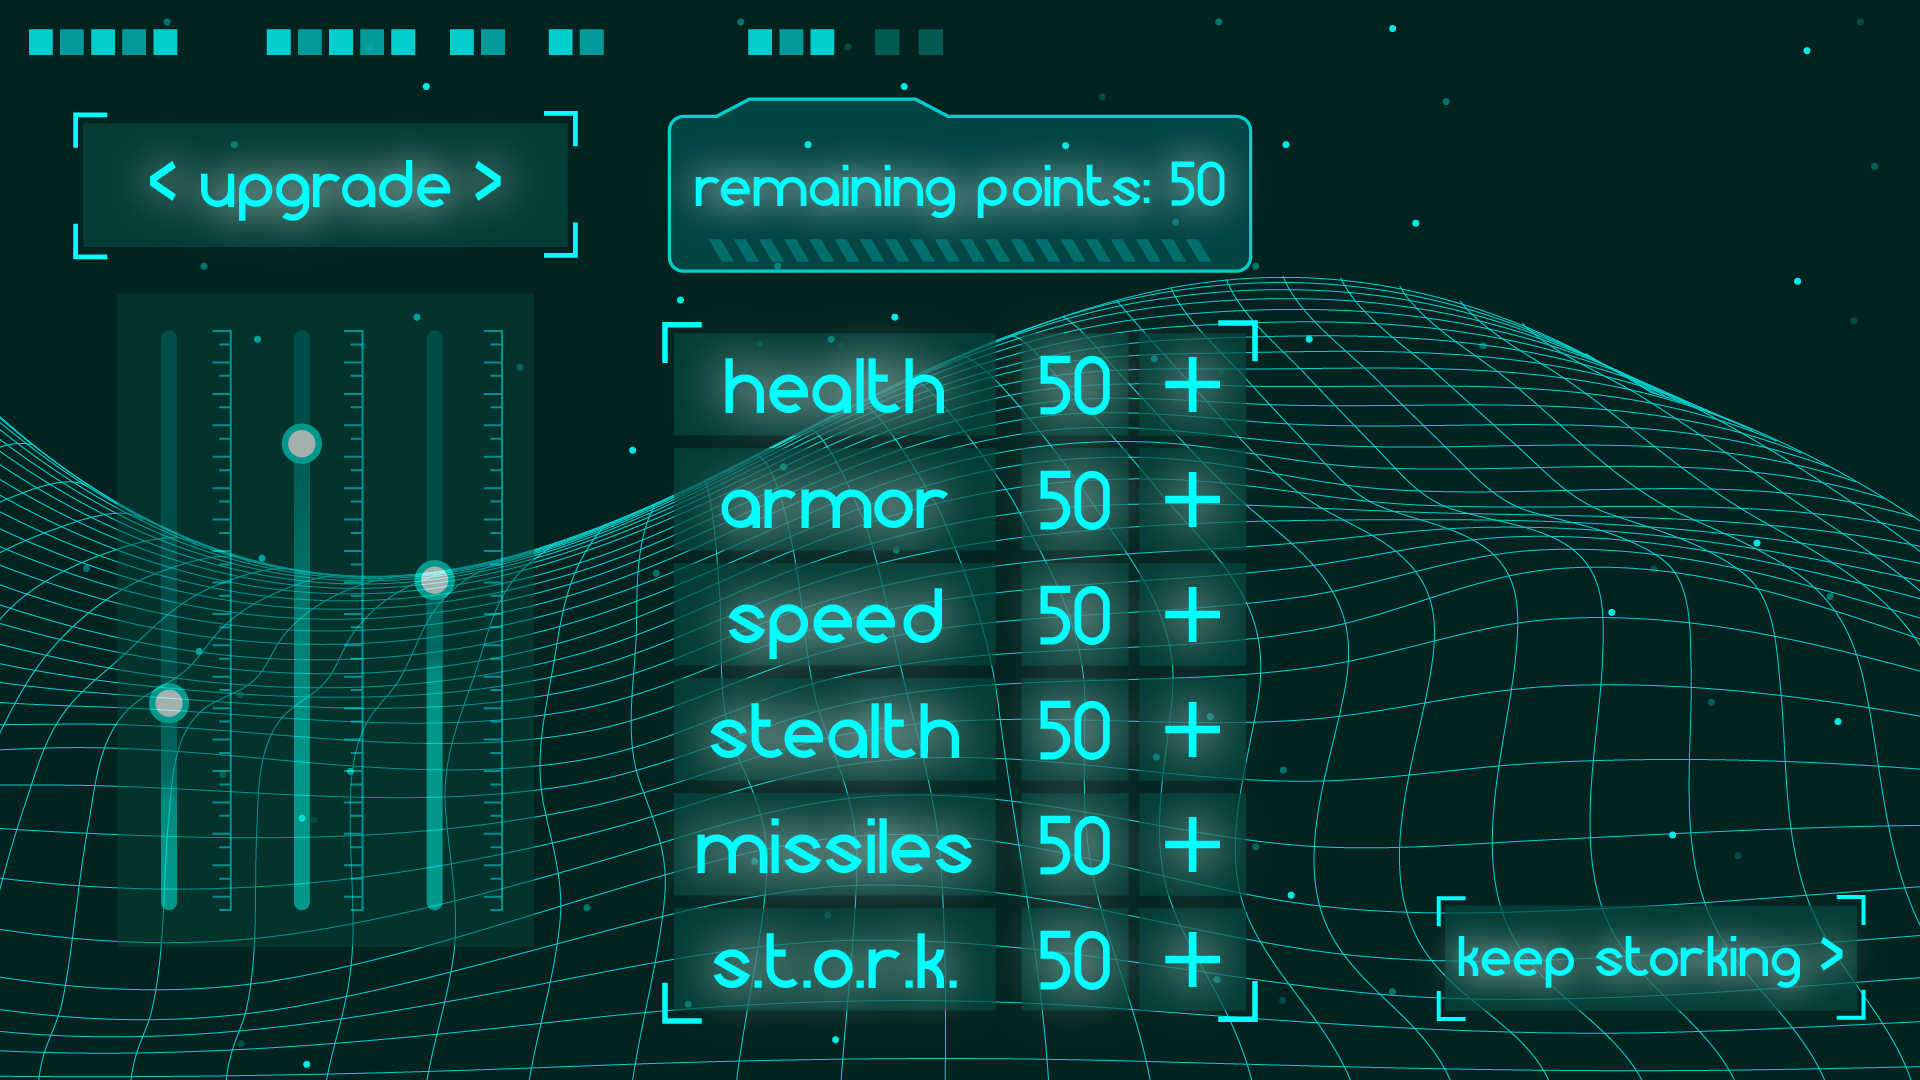 < upgrade >
remaining points: 50
health 50 +
armor 50 +
speed 50 +
stealth 50 +
missiles 50 +
s.t.o.r.k. 50 +
keep storking >